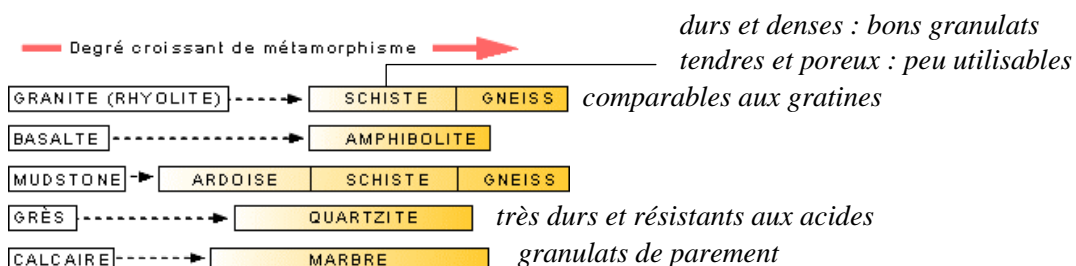 durs et denses : bons granulats
Degré croissant de métamorphisme
tendres et poreux : peu utilisables
GRANITE (RHYOLITE) SCHISTE GNEISS comparables aux gratines
BASALTE AMPHIBOLITE
MUDSTONE ARDOISE SCHISTE GNEISS
GRÈS QUARTZITE très durs et résistants aux acides
CALCAIRE MARBRE granulats de parement